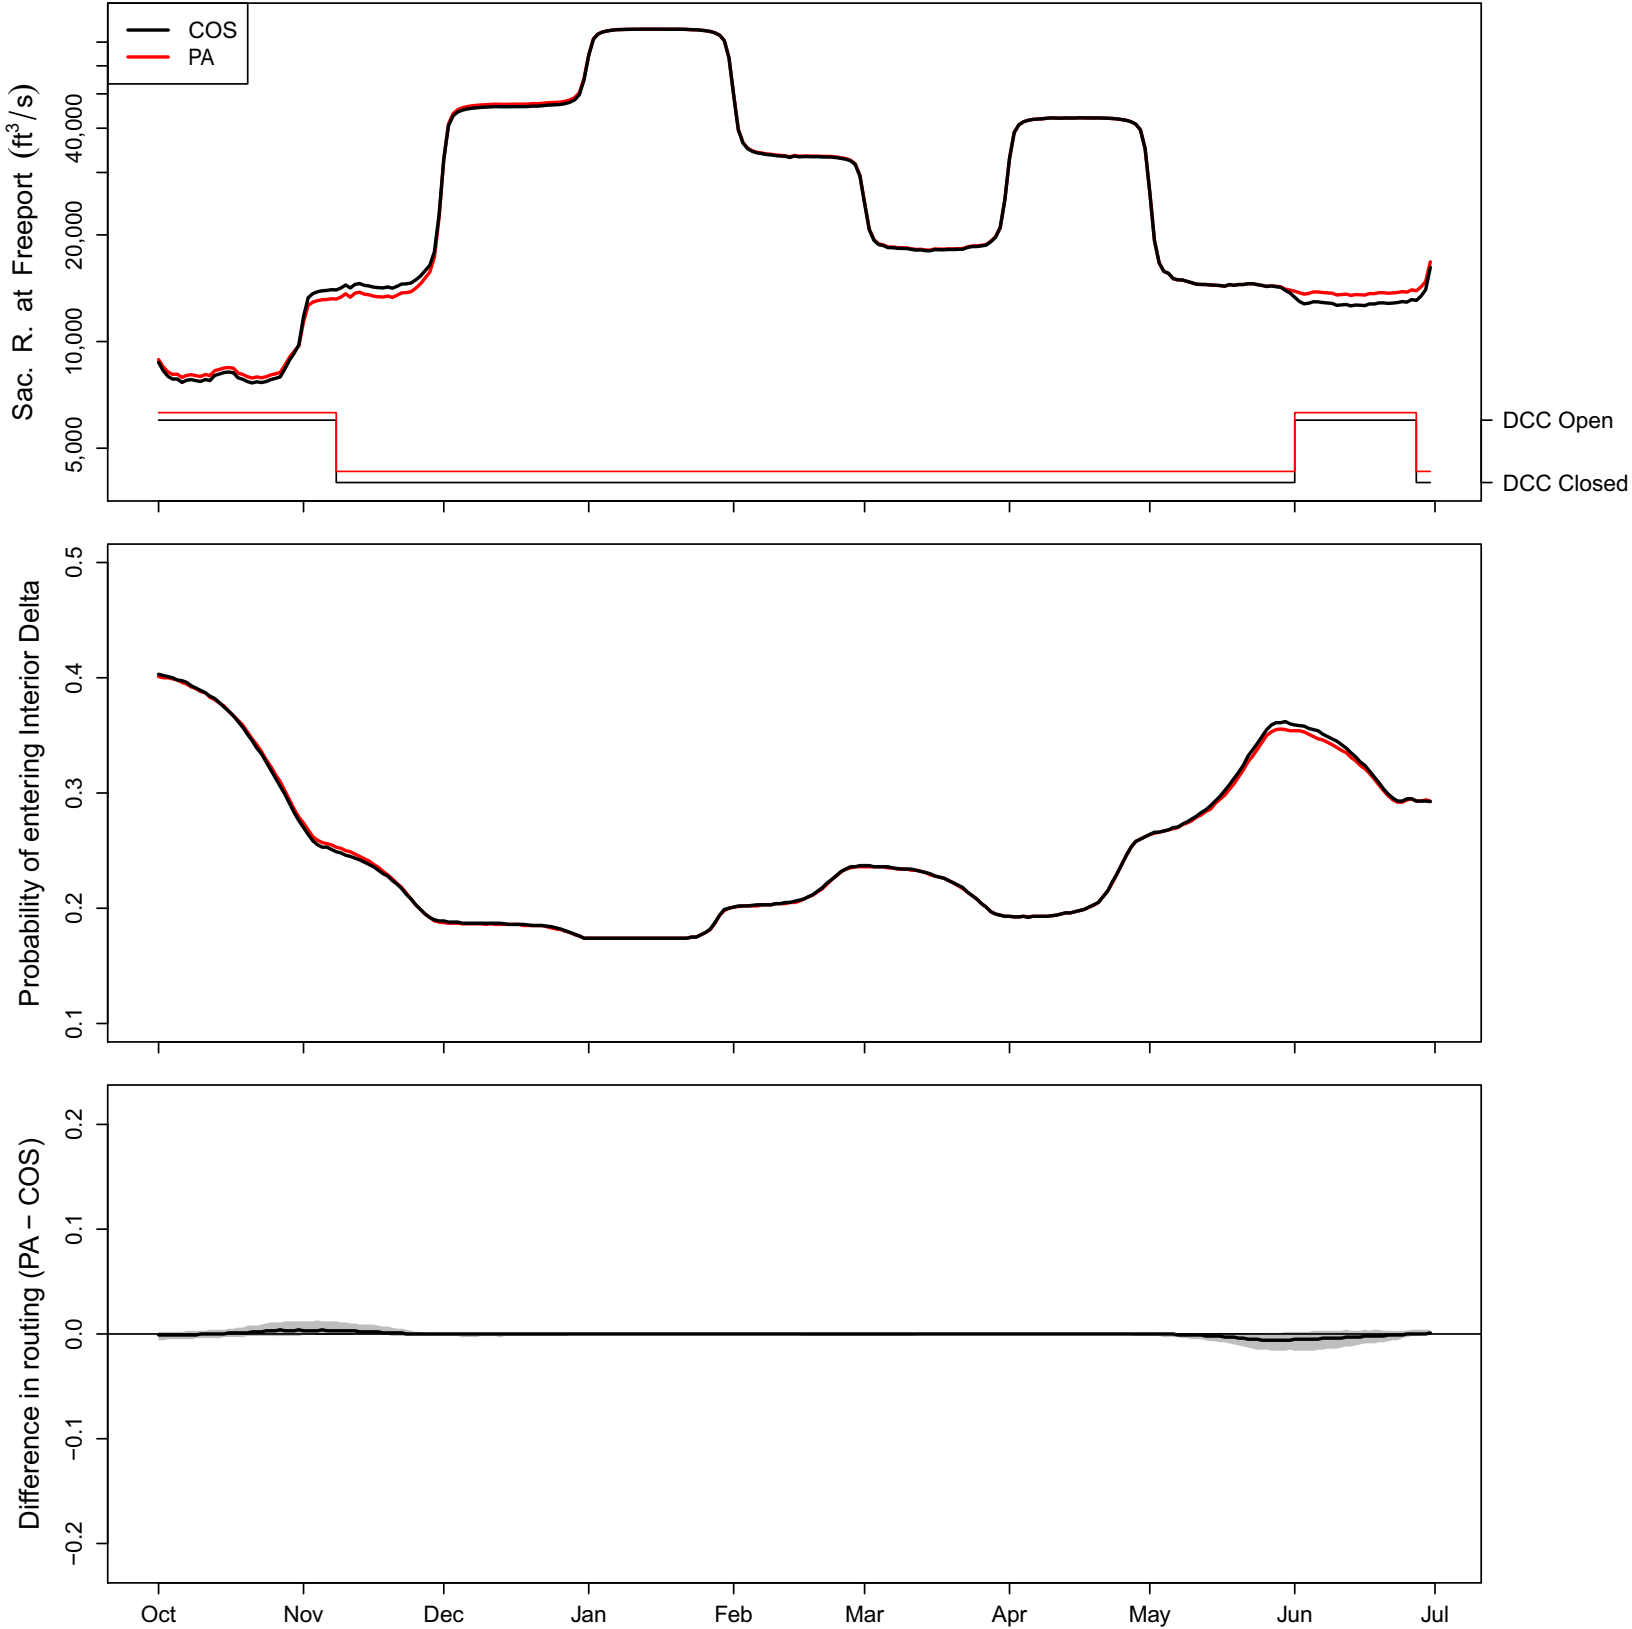 COS
PA
Sac. R. at Freeport (ft³/s)
40,000
20,000
10,000
5,000
DCC Open
DCC Closed
Probability of entering Interior Delta
0.5
0.4
0.3
0.2
0.1
Difference in routing (PA − COS)
0.2
0.1
0.0
−0.1
−0.2
Oct Nov Dec Jan Feb Mar Apr May Jun Jul